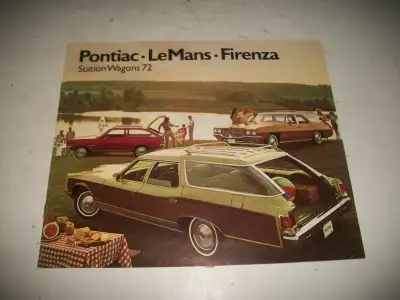 Pontiac · LeMans · Firenza
Station Wagons 72